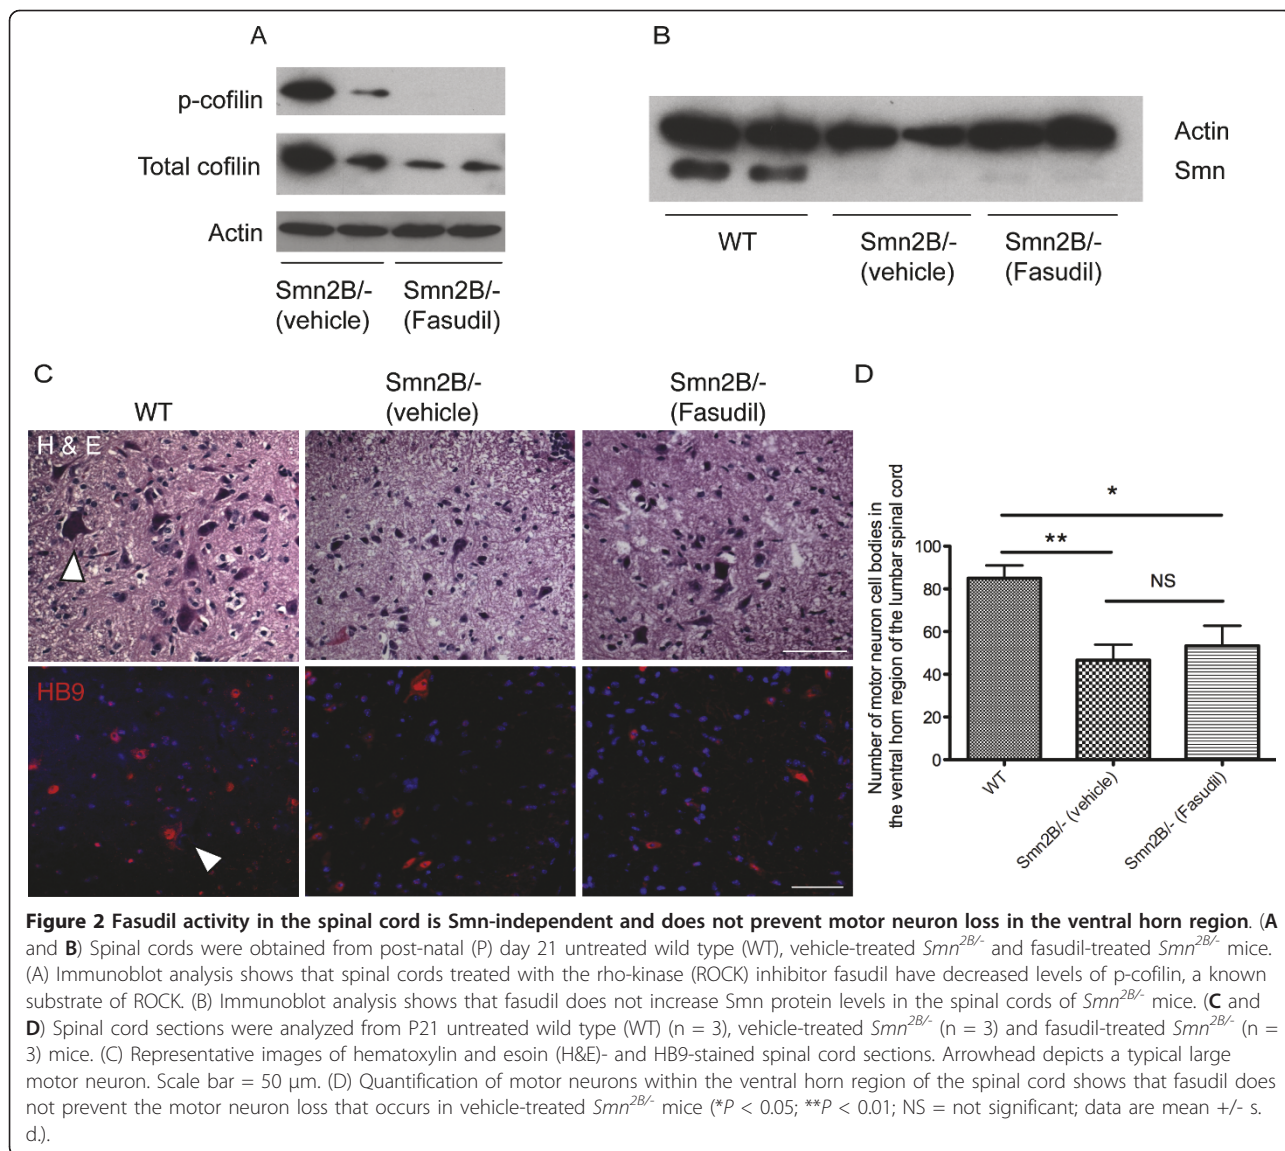 A
p-cofilin
Total cofilin
Actin
Smn2B/-
(vehicle)
Smn2B/-
(Fasudil)
B
Actin
Smn
WT
Smn2B/-
(vehicle)
Smn2B/-
(Fasudil)
C
WT
Smn2B/-
(vehicle)
Smn2B/-
(Fasudil)
H & E
HB9
D
Number of motor neuron cell bodies in
the ventral horn region of the lumbar spinal cord
100
80
60
40
20
0
*
**
NS
WT
Smn2B/- (vehicle)
Smn2B/- (Fasudil)
Figure 2 Fasudil activity in the spinal cord is Smn-independent and does not prevent motor neuron loss in the ventral horn region. (A
and B) Spinal cords were obtained from post-natal (P) day 21 untreated wild type (WT), vehicle-treated Smn2B/- and fasudil-treated Smn2B/- mice.
(A) Immunoblot analysis shows that spinal cords treated with the rho-kinase (ROCK) inhibitor fasudil have decreased levels of p-cofilin, a known
substrate of ROCK. (B) Immunoblot analysis shows that fasudil does not increase Smn protein levels in the spinal cords of Smn2B/- mice. (C and
D) Spinal cord sections were analyzed from P21 untreated wild type (WT) (n = 3), vehicle-treated Smn2B/- (n = 3) and fasudil-treated Smn2B/- (n =
3) mice. (C) Representative images of hematoxylin and esoin (H&E)- and HB9-stained spinal cord sections. Arrowhead depicts a typical large
motor neuron. Scale bar = 50 μm. (D) Quantification of motor neurons within the ventral horn region of the spinal cord shows that fasudil does
not prevent the motor neuron loss that occurs in vehicle-treated Smn2B/- mice (*P < 0.05; **P < 0.01; NS = not significant; data are mean +/- s.
d.).